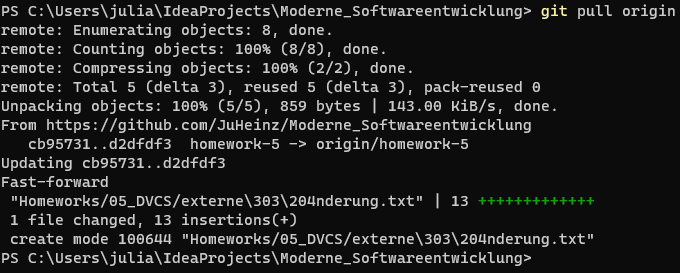 PS C:\Users\julia\IdeaProjects\Moderne_Softwareentwicklung> git pull origin
remote: Enumerating objects: 8, done.
remote: Counting objects: 100% (8/8), done.
remote: Compressing objects: 100% (2/2), done.
remote: Total 5 (delta 3), reused 5 (delta 3), pack-reused 0
Unpacking objects: 100% (5/5), 859 bytes | 143.00 KiB/s, done.
From https://github.com/JuHeinz/Moderne_Softwareentwicklung
   cb95731..d2dfdf3  homework-5 -> origin/homework-5
Updating cb95731..d2dfdf3
Fast-forward
 "Homeworks/05_DVCS/externe\303\204nderung.txt" | 13 +++++++++++++
 1 file changed, 13 insertions(+)
 create mode 100644 "Homeworks/05_DVCS/externe\303\204nderung.txt"
PS C:\Users\julia\IdeaProjects\Moderne_Softwareentwicklung>